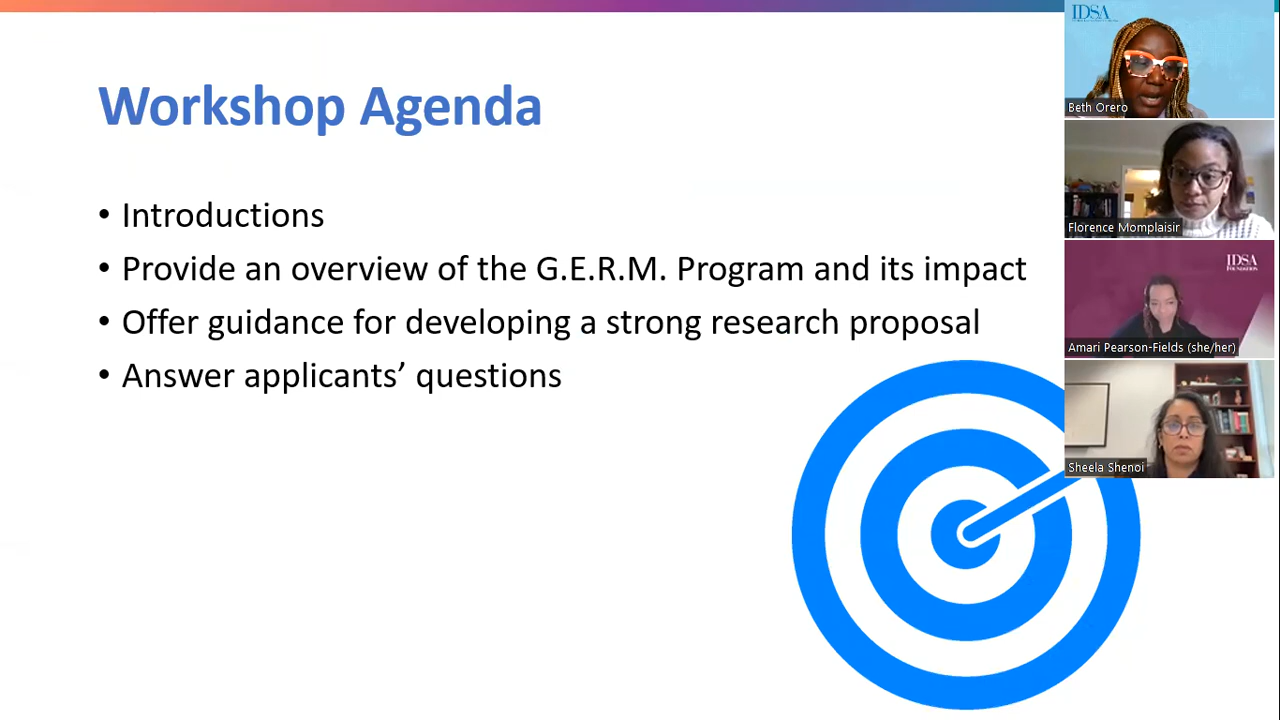 Workshop Agenda
• Introductions
• Provide an overview of the G.E.R.M. Program and its impact
• Offer guidance for developing a strong research proposal
• Answer applicants’ questions
IDSA
Beth Orero
Florence Momplaisir
IDSA
FOUNDATION
Amari Pearson-Fields (she/her)
Sheela Shenoi